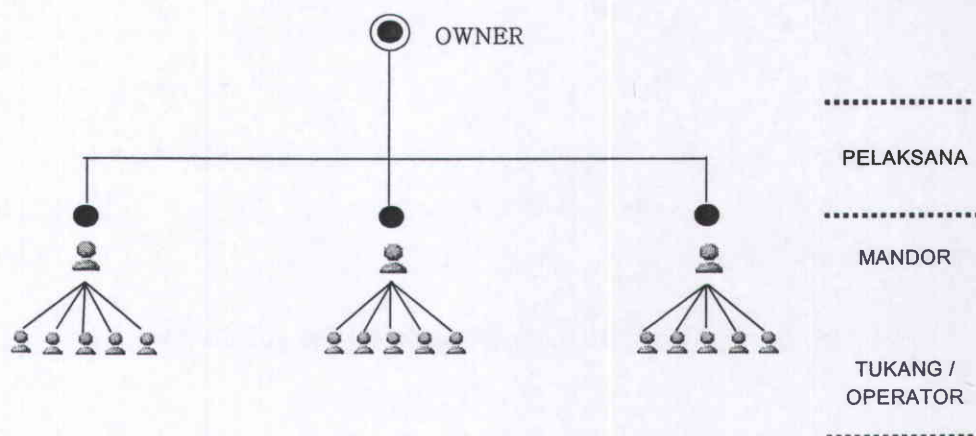 OWNER
PELAKSANA
MANDOR
TUKANG /
OPERATOR